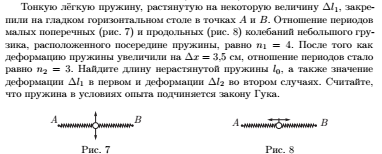 Тонкую лёгкую пружину, растянутую на некоторую величину Δl₁, закре-
пили на гладком горизонтальном столе в точках A и B. Отношение периодов
малых поперечных (рис. 7) и продольных (рис. 8) колебаний небольшого гру-
зика, расположенного посередине пружины, равно n₁ = 4. После того как
деформацию пружины увеличили на Δx = 3,5 см, отношение периодов стало
равно n₂ = 3. Найдите длину нерастянутой пружины l₀, а также значение
деформации Δl₁ в первом и деформации Δl₂ во втором случаях. Считайте,
что пружина в условиях опыта подчиняется закону Гука.
A B A B
Рис. 7 Рис. 8